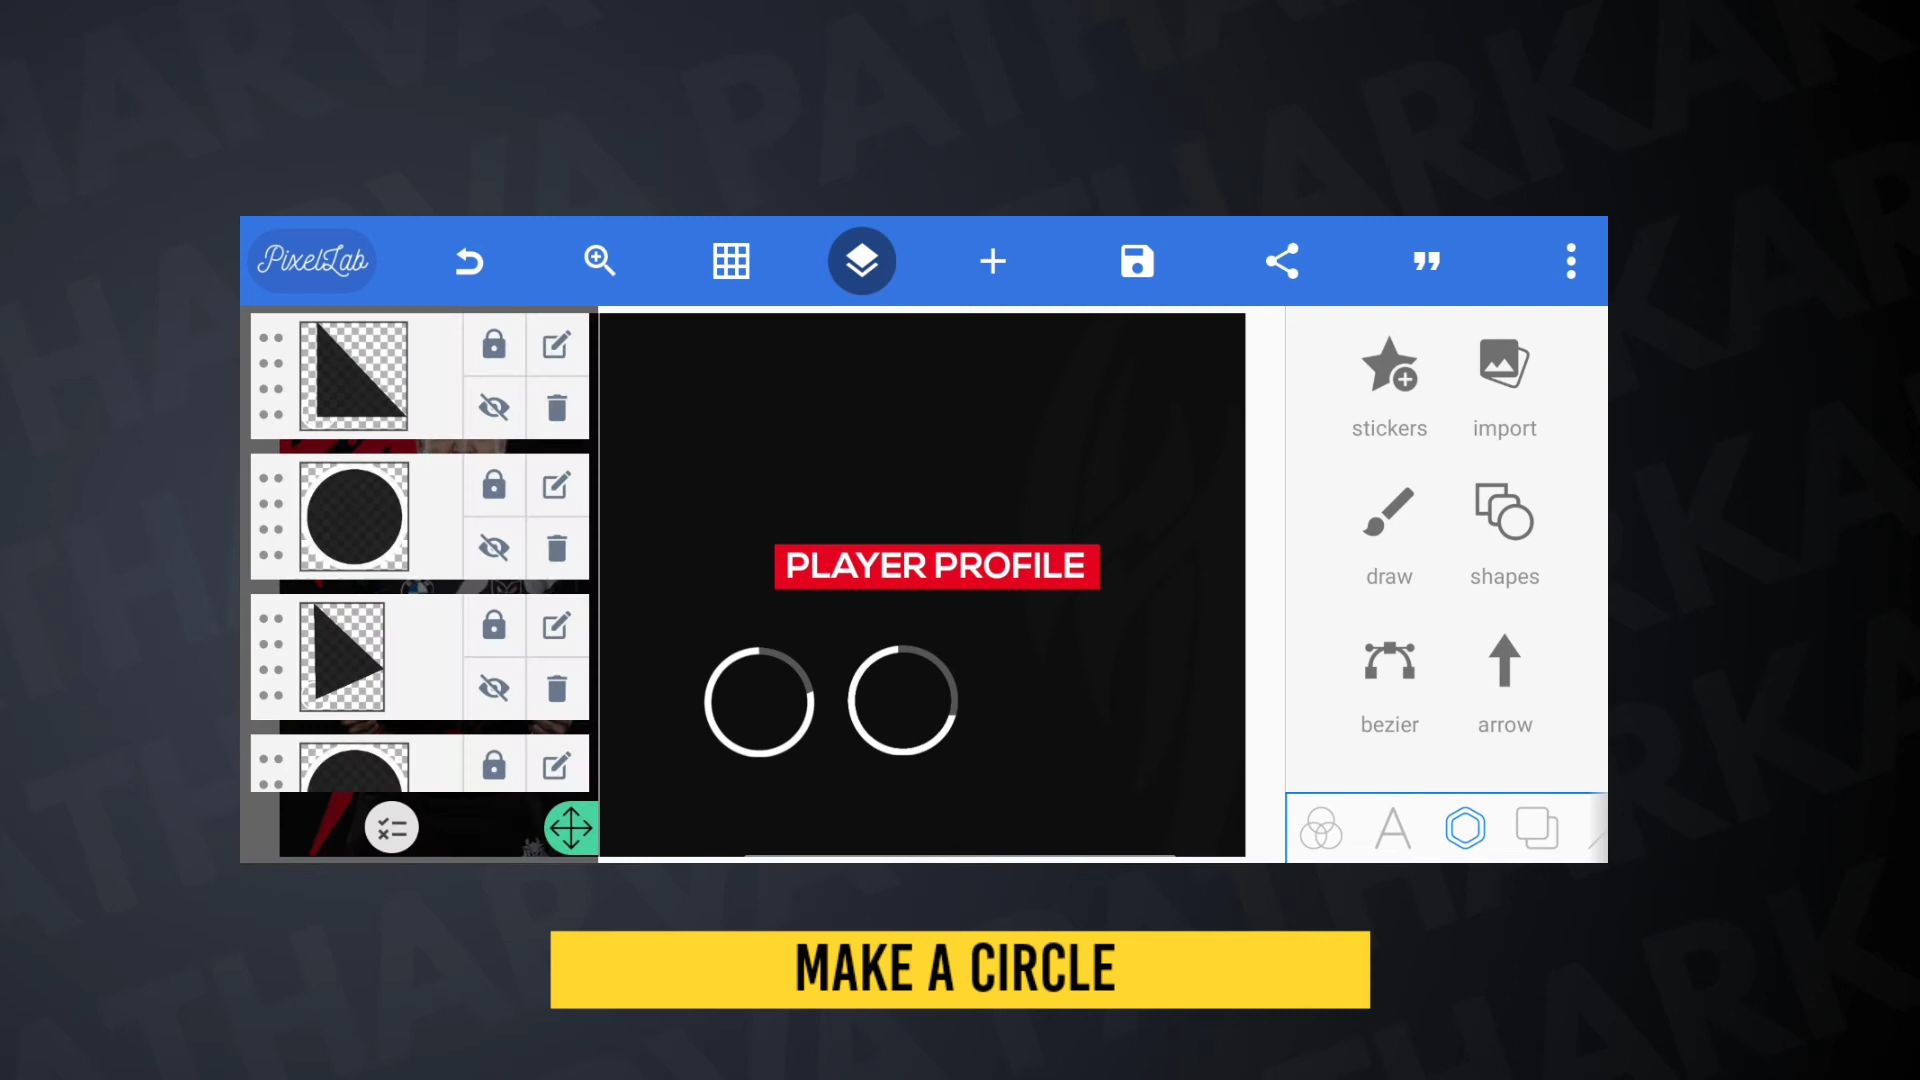 PixelLab
stickers
import
PLAYER PROFILE
draw
shapes
bezier
arrow
MAKE A CIRCLE